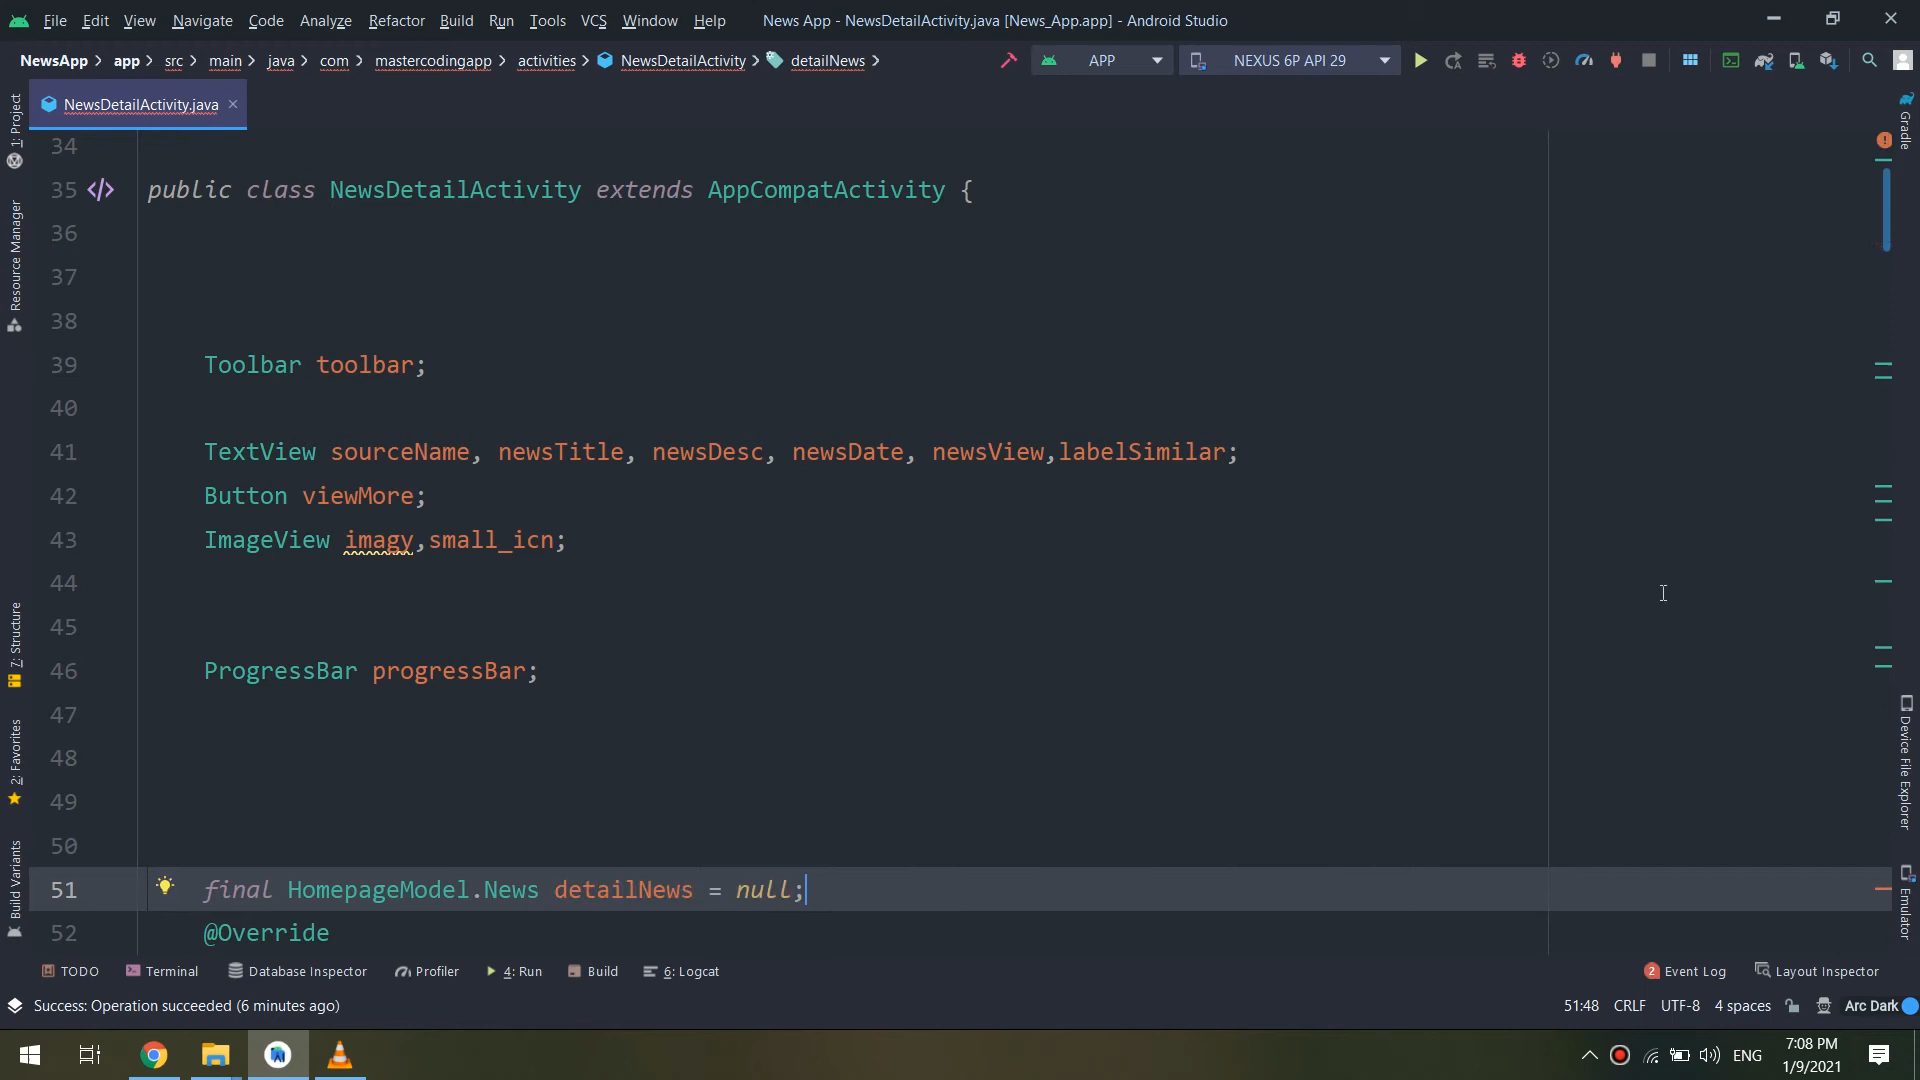 File Edit View Navigate Code Analyze Refactor Build Run Tools VCS Window Help News App - NewsDetailActivity.java [News_App.app] - Android Studio
NewsApp app src main java com mastercodingapp activities NewsDetailActivity detailNews APP NEXUS 6P API 29
NewsDetailActivity.java
1: Project
Resource Manager
7: Structure
2: Favorites
Build Variants
34
35 public class NewsDetailActivity extends AppCompatActivity {
36
37
38
39 Toolbar toolbar;
40
41 TextView sourceName, newsTitle, newsDesc, newsDate, newsView,labelSimilar;
42 Button viewMore;
43 ImageView imagy,small_icn;
44
45
46 ProgressBar progressBar;
47
48
49
50
51 final HomepageModel.News detailNews = null;
52 @Override
Gradle
Device File Explorer
Emulator
TODO Terminal Database Inspector Profiler 4: Run Build 6: Logcat 2 Event Log Layout Inspector
Success: Operation succeeded (6 minutes ago) 51:48 CRLF UTF-8 4 spaces Arc Dark
ENG 7:08 PM
1/9/2021